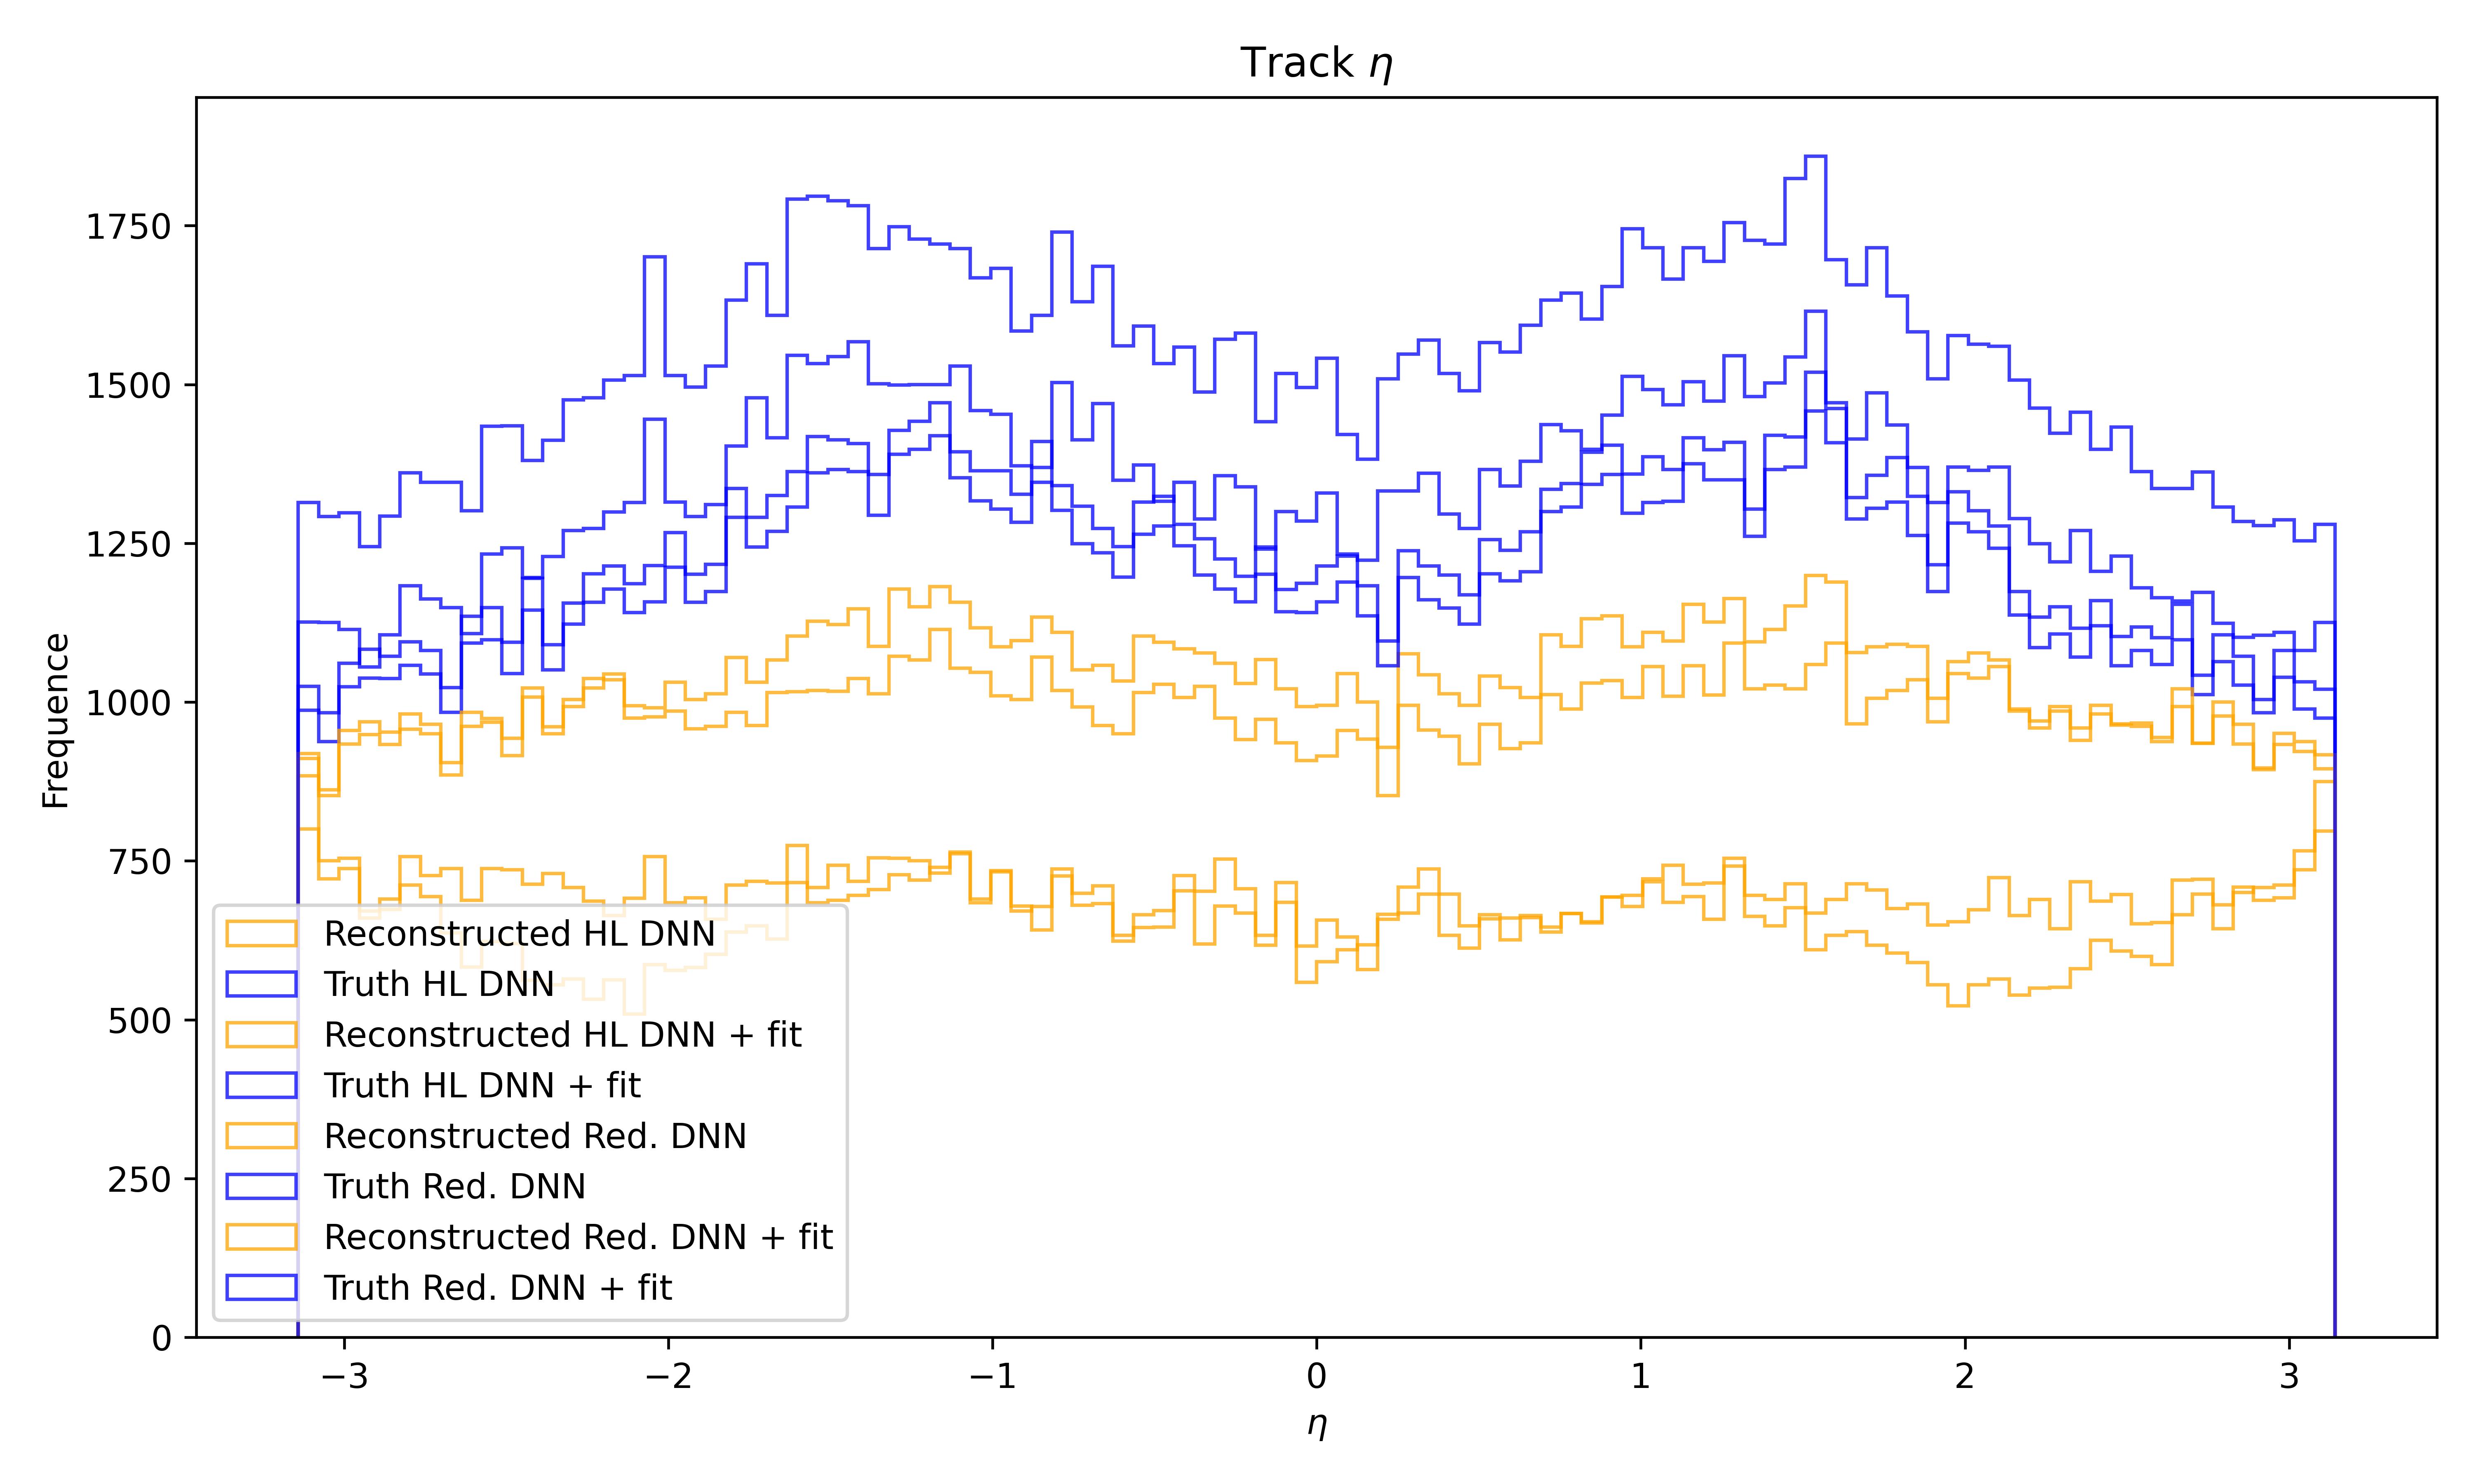 Track η
Frequence
1750
1500
1250
1000
750
500
250
0
Reconstructed HL DNN
Truth HL DNN
Reconstructed HL DNN + fit
Truth HL DNN + fit
Reconstructed Red. DNN
Truth Red. DNN
Reconstructed Red. DNN + fit
Truth Red. DNN + fit
−3 −2 −1 0 1 2 3
η